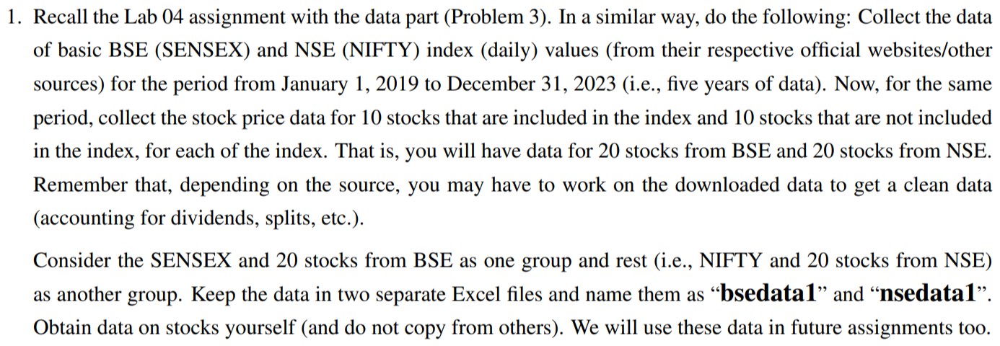 1. Recall the Lab 04 assignment with the data part (Problem 3). In a similar way, do the following: Collect the data
of basic BSE (SENSEX) and NSE (NIFTY) index (daily) values (from their respective official websites/other
sources) for the period from January 1, 2019 to December 31, 2023 (i.e., five years of data). Now, for the same
period, collect the stock price data for 10 stocks that are included in the index and 10 stocks that are not included
in the index, for each of the index. That is, you will have data for 20 stocks from BSE and 20 stocks from NSE.
Remember that, depending on the source, you may have to work on the downloaded data to get a clean data
(accounting for dividends, splits, etc.).
Consider the SENSEX and 20 stocks from BSE as one group and rest (i.e., NIFTY and 20 stocks from NSE)
as another group. Keep the data in two separate Excel files and name them as “bsedata1” and “nsedata1”.
Obtain data on stocks yourself (and do not copy from others). We will use these data in future assignments too.